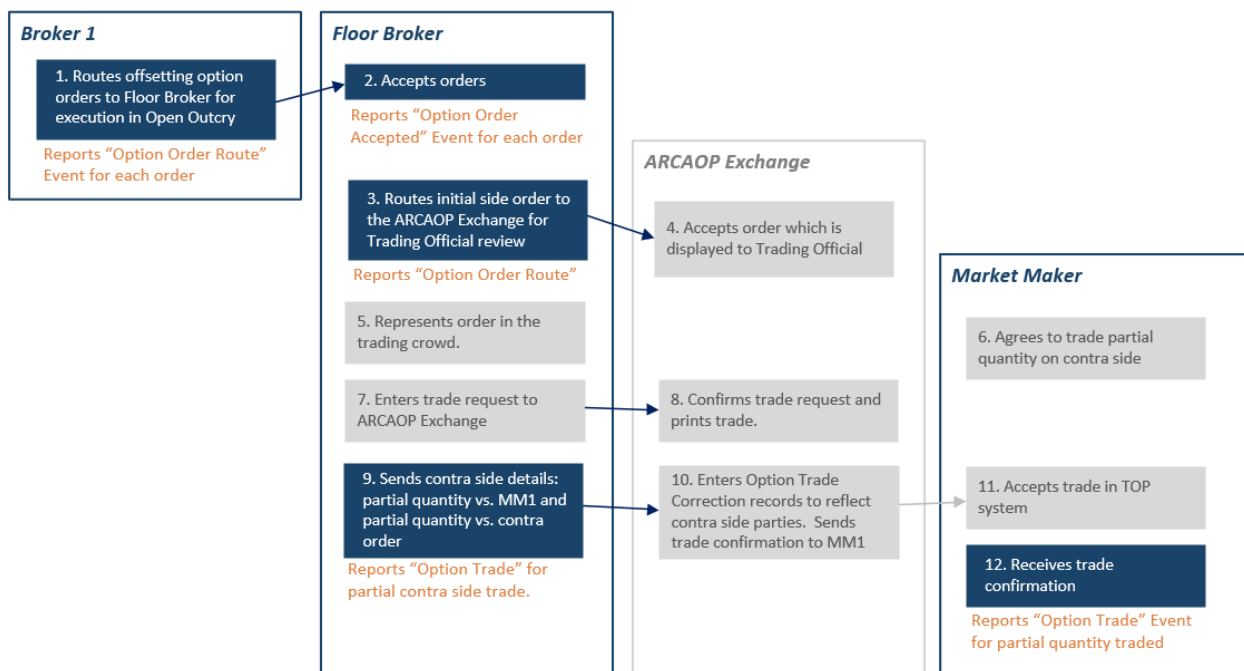 Broker 1
1. Routes offsetting option
orders to Floor Broker for
execution in Open Outcry
Reports “Option Order Route”
Event for each order
Floor Broker
2. Accepts orders
Reports “Option Order
Accepted” Event for each order
3. Routes initial side order to
the ARCAOP Exchange for
Trading Official review
Reports “Option Order Route”
5. Represents order in the
trading crowd.
7. Enters trade request to
ARCAOP Exchange
9. Sends contra side details:
partial quantity vs. MM1 and
partial quantity vs. contra
order
Reports “Option Trade” for
partial contra side trade.
ARCAOP Exchange
4. Accepts order which is
displayed to Trading Official
8. Confirms trade request and
prints trade.
10. Enters Option Trade
Correction records to reflect
contra side parties.  Sends
trade confirmation to MM1
Market Maker
6. Agrees to trade partial
quantity on contra side
11. Accepts trade in TOP
system
12. Receives trade
confirmation
Reports “Option Trade” Event
for partial quantity traded